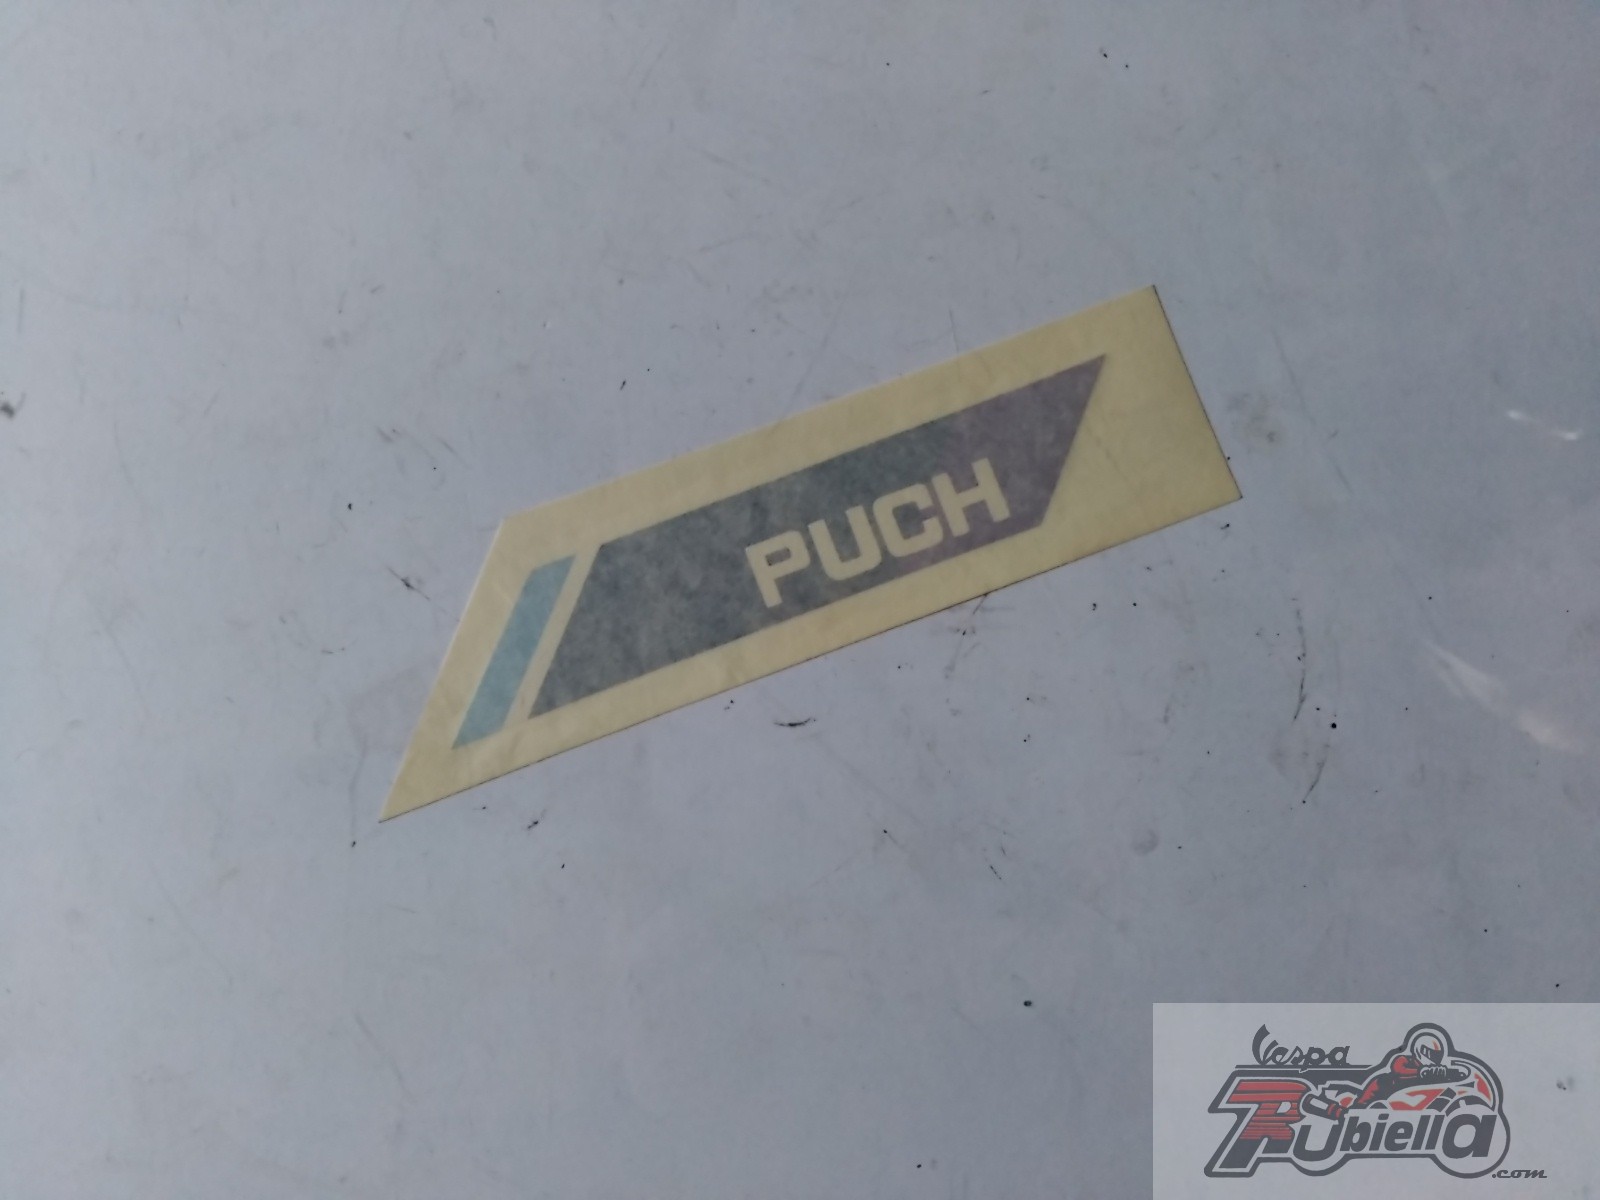 PUCH
Vespa
Rubiella
.com